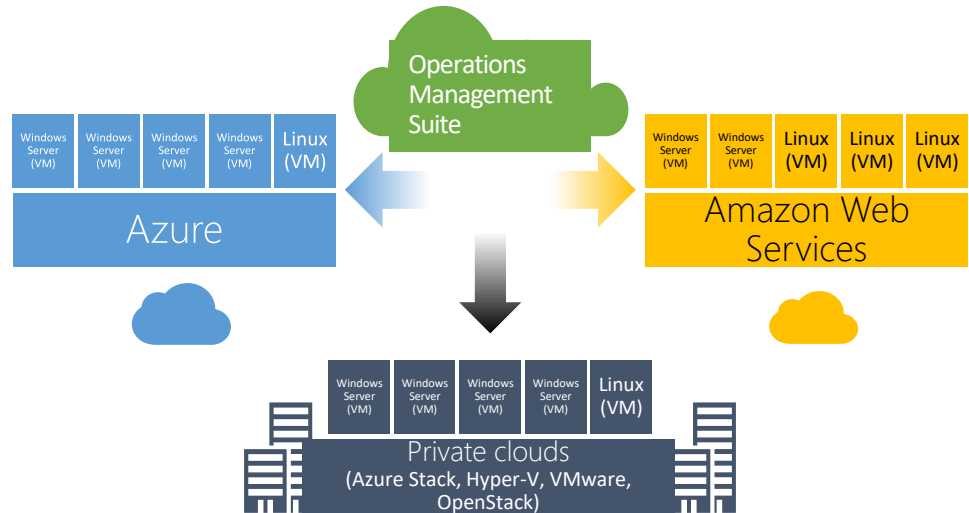 Operations
Management
Suite
Windows
Server
(VM)
Windows
Server
(VM)
Windows
Server
(VM)
Windows
Server
(VM)
Linux
(VM)
Azure
Windows
Server
(VM)
Windows
Server
(VM)
Linux
(VM)
Linux
(VM)
Linux
(VM)
Amazon Web
Services
Windows
Server
(VM)
Windows
Server
(VM)
Windows
Server
(VM)
Windows
Server
(VM)
Linux
(VM)
Private clouds
(Azure Stack, Hyper-V, VMware,
OpenStack)